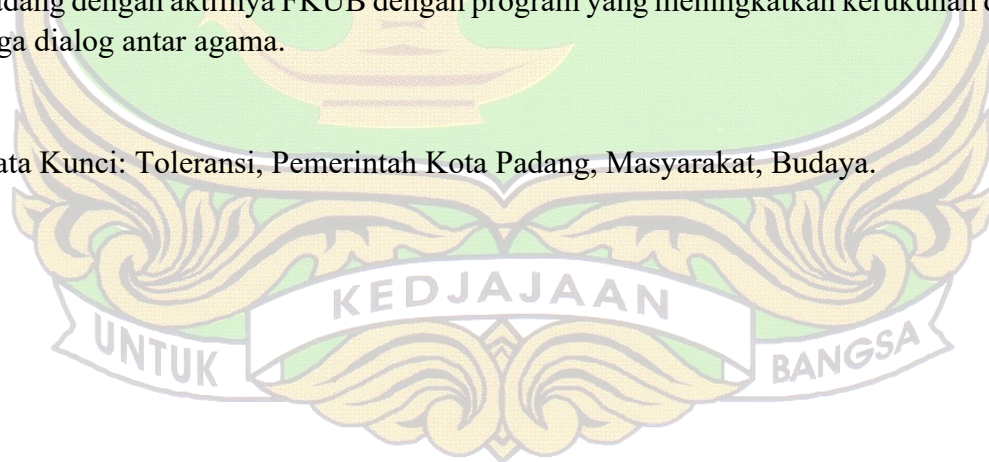 adang dengan aktifnya FKUB dengan program yang meningkatkan kerukunan
ga dialog antar agama.
ata Kunci: Toleransi, Pemerintah Kota Padang, Masyarakat, Budaya.
UNTUK KEDJAJAAN BANGSA